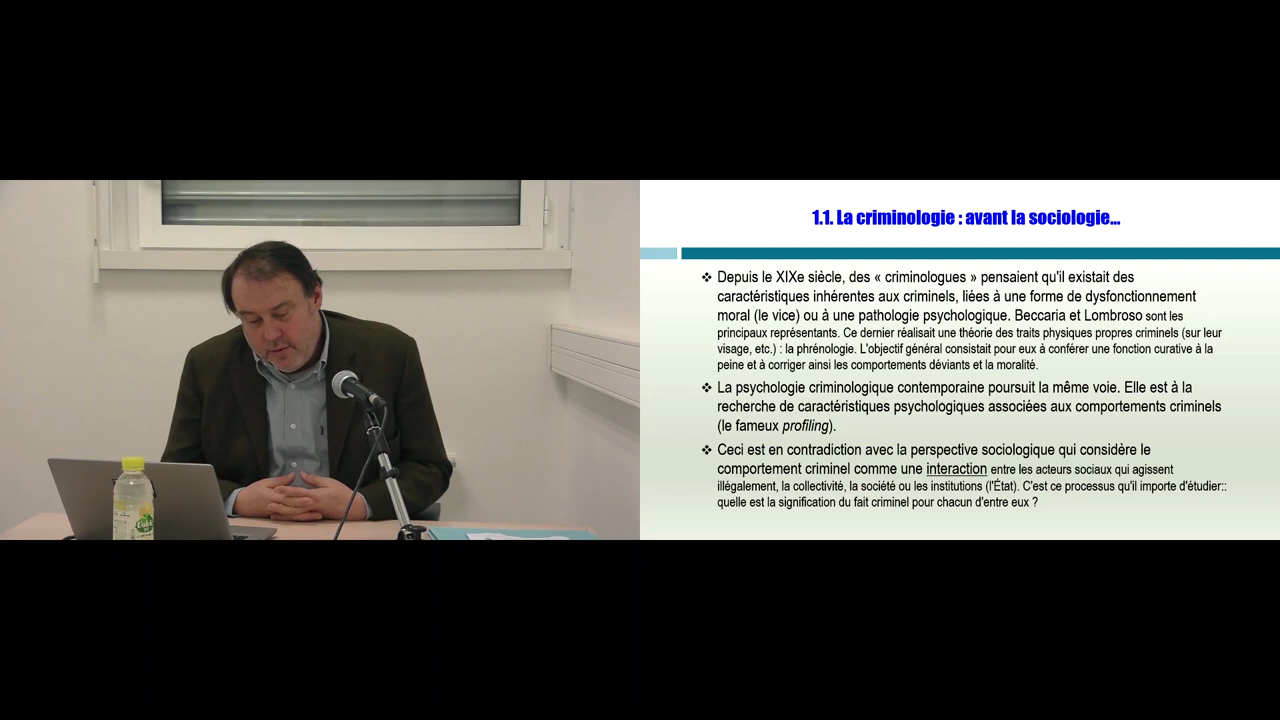 1.1. La criminologie : avant la sociologie...
❖ Depuis le XIXe siècle, des « criminologues » pensaient qu'il existait des
caractéristiques inhérentes aux criminels, liées à une forme de dysfonctionnement
moral (le vice) ou à une pathologie psychologique. Beccaria et Lombroso sont les
principaux représentants. Ce dernier réalisait une théorie des traits physiques propres criminels (sur leur
visage, etc.) : la phrénologie. L'objectif général consistait pour eux à conférer une fonction curative à la
peine et à corriger ainsi les comportements déviants et la moralité.
❖ La psychologie criminologique contemporaine poursuit la même voie. Elle est à la
recherche de caractéristiques psychologiques associées aux comportements criminels
(le fameux profiling).
❖ Ceci est en contradiction avec la perspective sociologique qui considère le
comportement criminel comme une interaction entre les acteurs sociaux qui agissent
illégalement, la collectivité, la société ou les institutions (l'État). C'est ce processus qu'il importe d'étudier::
quelle est la signification du fait criminel pour chacun d'entre eux ?